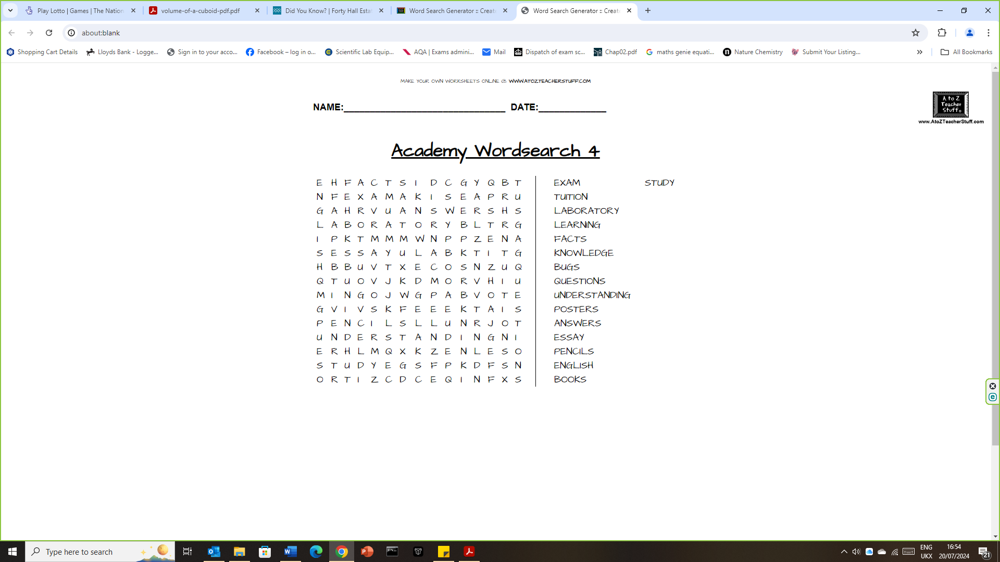 Play Lotto | Games | The Nation
volume-of-a-cuboid-pdf.pdf
Did You Know? | Forty Hall Esta
Word Search Generator :: Create
Word Search Generator :: Create
about:blank
Shopping Cart Details
Lloyds Bank - Logge...
Sign in to your acco...
Facebook – log in o...
Scientific Lab Equip...
AQA | Exams admini...
Mail
Dispatch of exam sc...
Chap02.pdf
maths genie equati...
Nature Chemistry
Submit Your Listing...
All Bookmarks
MAKE YOUR OWN WORKSHEETS ONLINE @ WWW.ATOZTEACHERSTUFF.COM
NAME:_______________________________ DATE:_____________
A to Z
Teacher
Stuff®
www.AtoZTeacherStuff.com
Academy Wordsearch 4
E H F A C T S I D C G Y Q B T
N F E X A M A K I S E A P R U
G A H R V U A N S W E R S H S
L A B O R A T O R Y B L T R G
I P K T M M M W N P P Z E N A
S E S S A Y U L A B K T I T G
H B B U V T X E C O S N Z U Q
Q T U O V J K D M O R V H I U
M I N G O J W G P A B V O T E
G V I V S K F E E E K T A I S
P E N C I L S L L U N R J O T
U N D E R S T A N D I N G N I
E R H L M Q X K Z E N L E S O
S T U D Y E G S F P K D F S N
O R T I Z C D C E Q I N F X S
EXAM
TUITION
LABORATORY
LEARNING
FACTS
KNOWLEDGE
BUGS
QUESTIONS
UNDERSTANDING
POSTERS
ANSWERS
ESSAY
PENCILS
ENGLISH
BOOKS
STUDY
Type here to search
ENG
UKX
16:54
20/07/2024
21